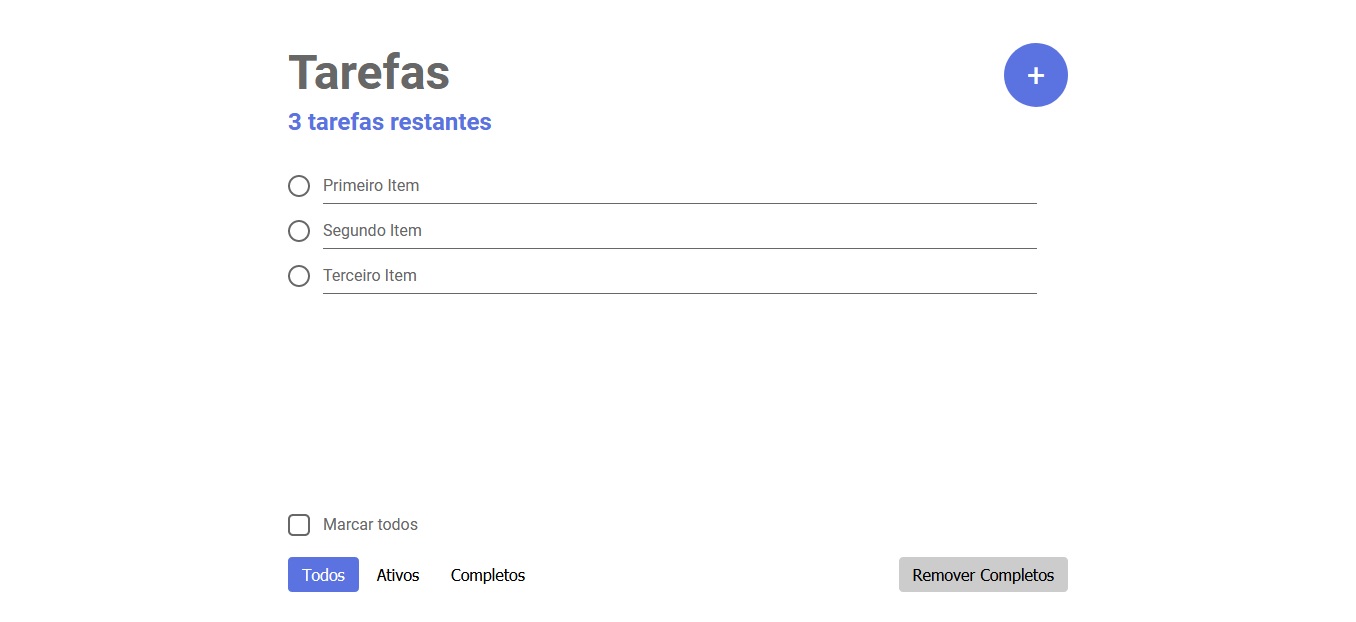 Tarefas
+
3 tarefas restantes
Primeiro Item
Segundo Item
Terceiro Item
Marcar todos
Todos Ativos Completos Remover Completos